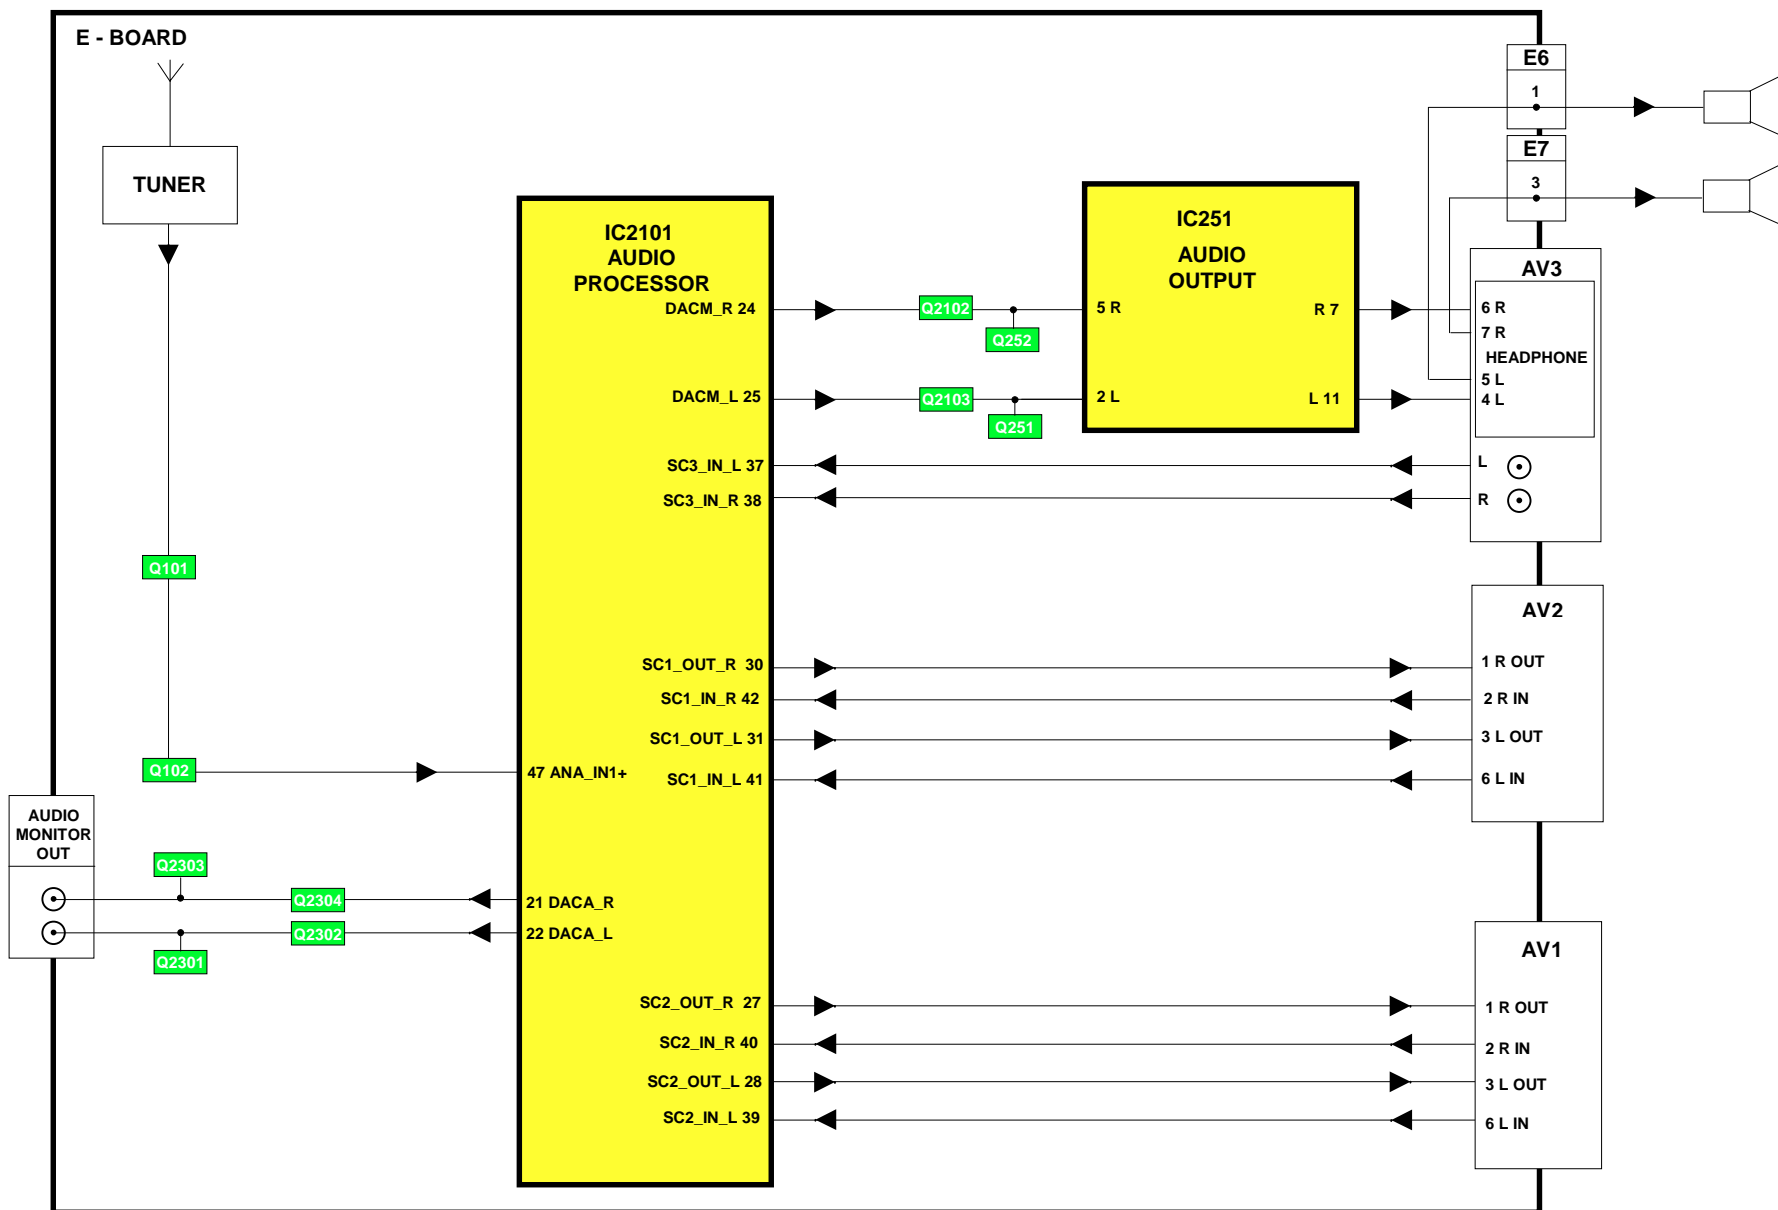 E - BOARD
TUNER
Q101
Q102
AUDIO
MONITOR
OUT
Q2303
Q2304
Q2302
Q2301
IC2101
AUDIO
PROCESSOR
DACM_R 24
DACM_L 25
SC3_IN_L 37
SC3_IN_R 38
SC1_OUT_R 30
SC1_IN_R 42
SC1_OUT_L 31
47 ANA_IN1+
SC1_IN_L 41
21 DACA_R
22 DACA_L
SC2_OUT_R 27
SC2_IN_R 40
SC2_OUT_L 28
SC2_IN_L 39
Q2102
Q252
Q2103
Q251
IC251
AUDIO
OUTPUT
5 R
R 7
2 L
L 11
E6
1
E7
3
AV3
6 R
7 R
HEADPHONE
5 L
4 L
L
R
AV2
1 R OUT
2 R IN
3 L OUT
6 L IN
AV1
1 R OUT
2 R IN
3 L OUT
6 L IN